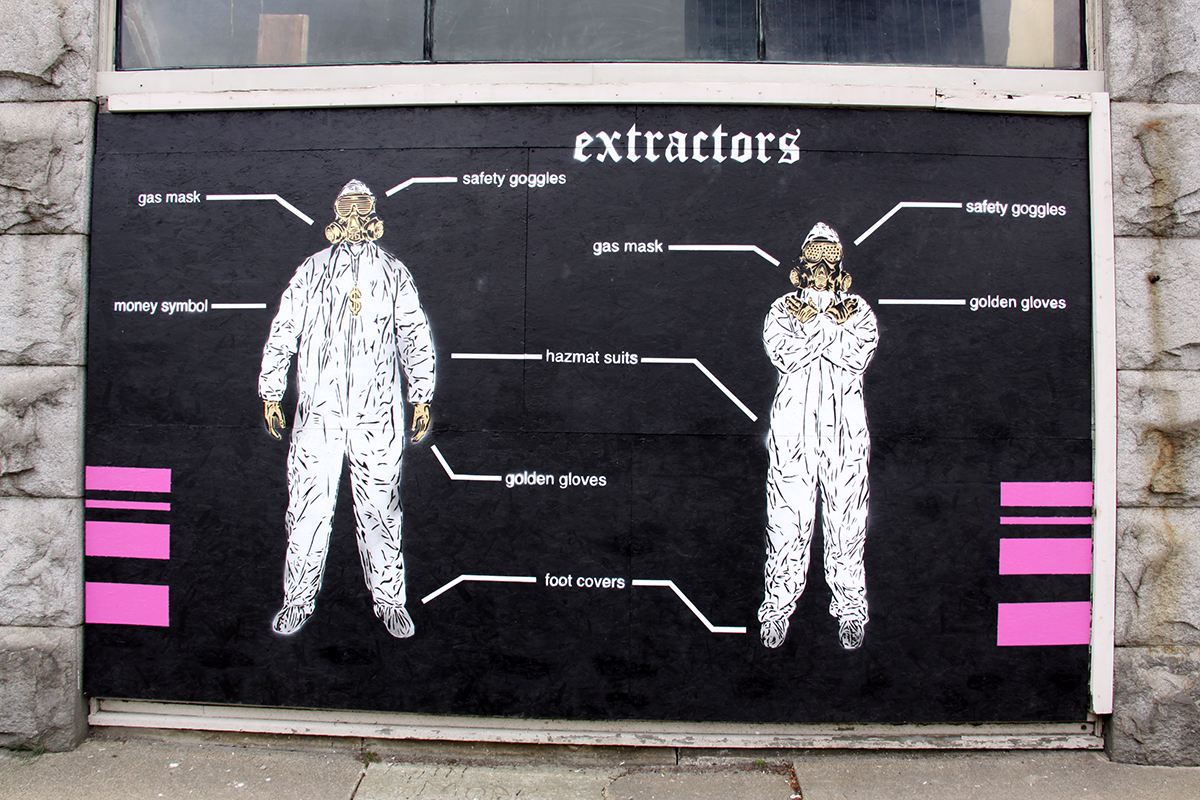 extractors
safety goggles
gas mask
safety goggles
gas mask
money symbol
golden gloves
hazmat suits
golden gloves
foot covers
$